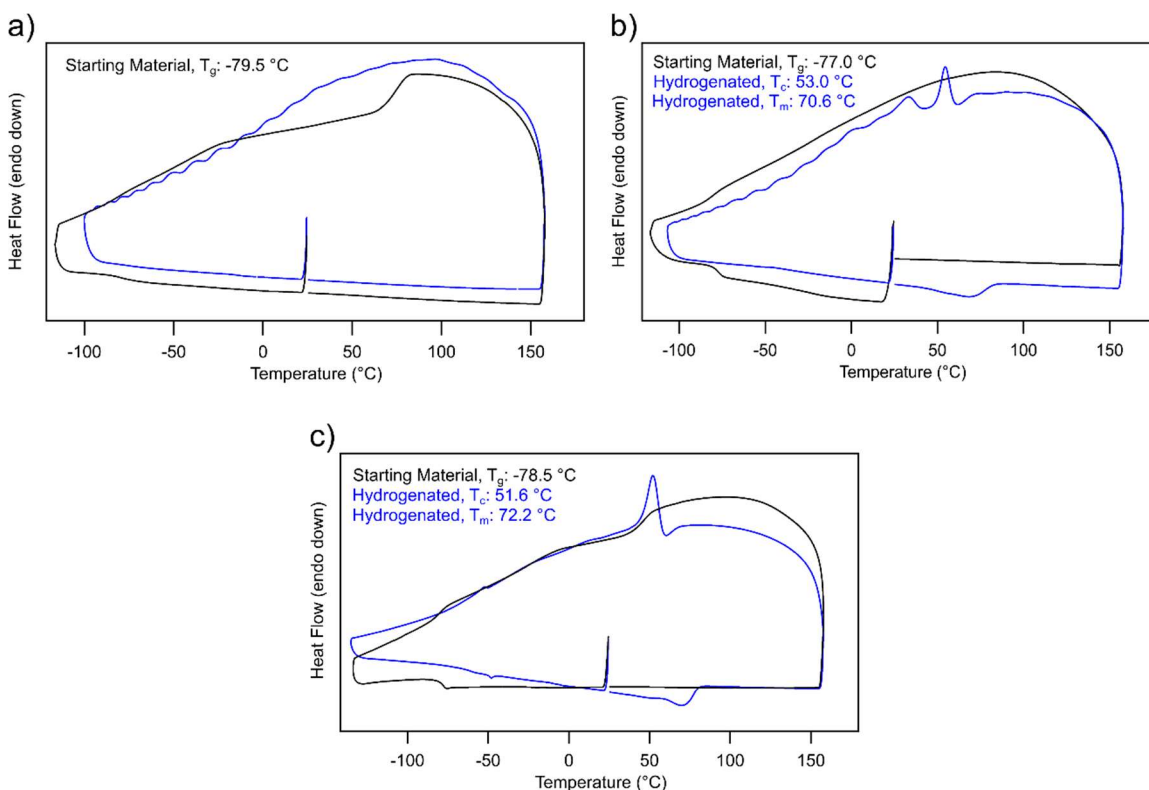 a)
Starting Material, Tg: -79.5 °C
Heat Flow (endo down)
-100 -50 0 50 100 150
Temperature (°C)
b)
Starting Material, Tg: -77.0 °C
Hydrogenated, Tc: 53.0 °C
Hydrogenated, Tm: 70.6 °C
Heat Flow (endo down)
-100 -50 0 50 100 150
Temperature (°C)
c)
Starting Material, Tg: -78.5 °C
Hydrogenated, Tc: 51.6 °C
Hydrogenated, Tm: 72.2 °C
Heat Flow (endo down)
-100 -50 0 50 100 150
Temperature (°C)